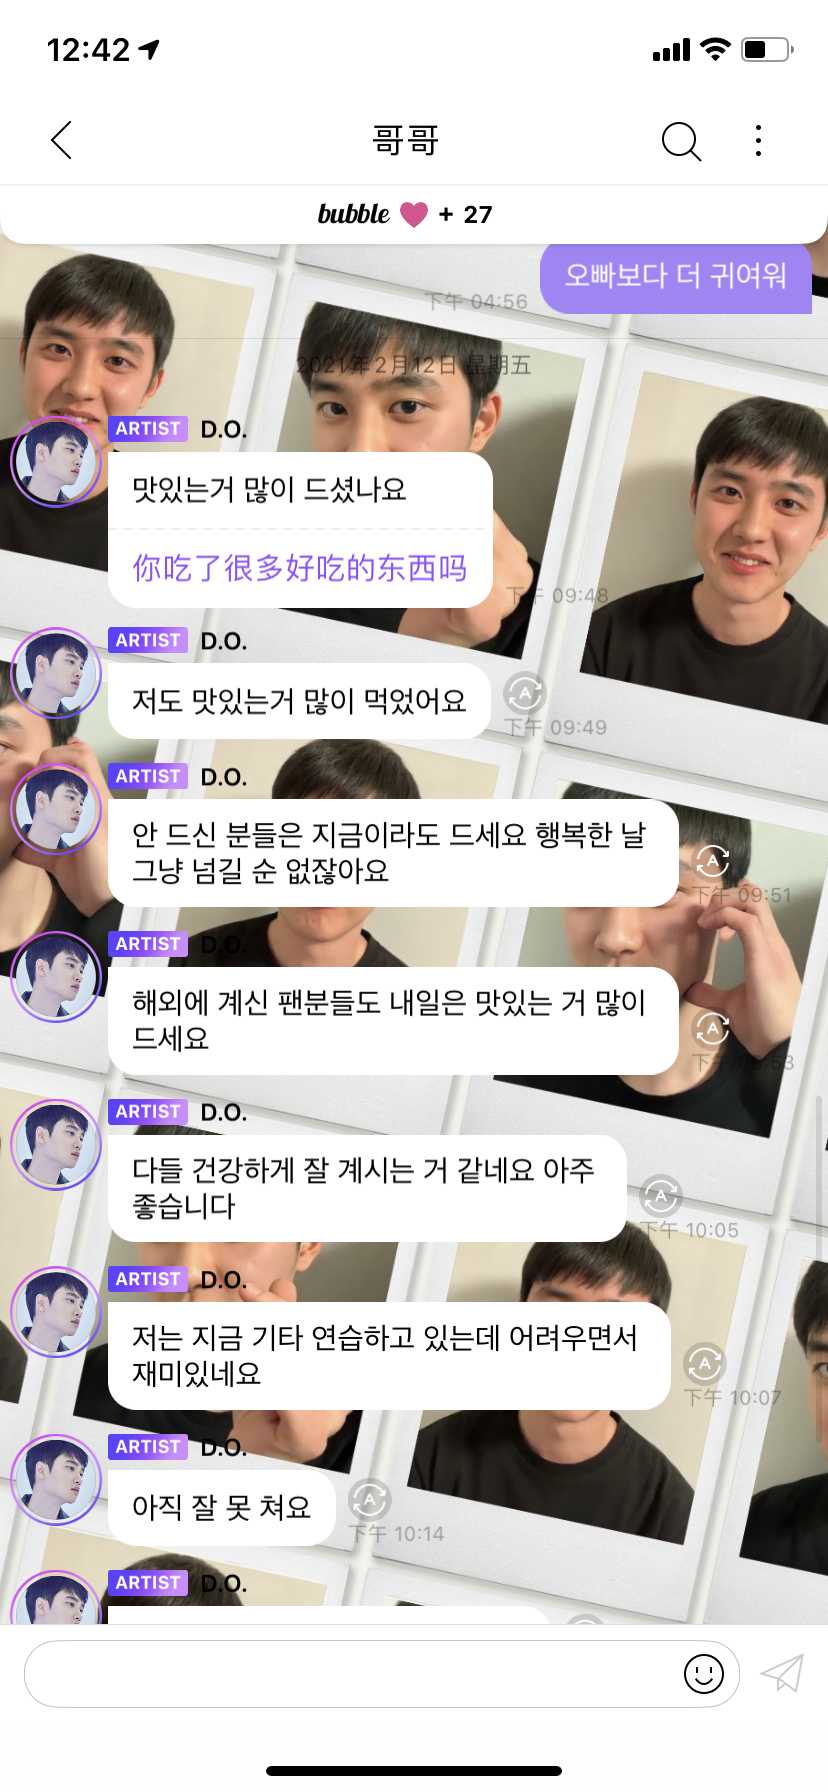 12:42
哥哥
bubble + 27
오빠보다 더 귀여워
下午 04:56
2021年2月12日 星期五
ARTIST D.O.
맛있는거 많이 드셨나요
你吃了很多好吃的东西吗
下午 09:48
ARTIST D.O.
저도 맛있는거 많이 먹었어요
A
下午 09:49
ARTIST D.O.
안 드신 분들은 지금이라도 드세요 행복한 날
그냥 넘길 순 없잖아요
A
下午 09:51
ARTIST D.O.
해외에 계신 팬분들도 내일은 맛있는 거 많이
드세요
A
下午
ARTIST D.O.
다들 건강하게 잘 계시는 거 같네요 아주
좋습니다
A
下午 10:05
ARTIST D.O.
저는 지금 기타 연습하고 있는데 어려우면서
재미있네요
A
下午 10:07
ARTIST D.O.
아직 잘 못 쳐요
A
下午 10:14
ARTIST D.O.